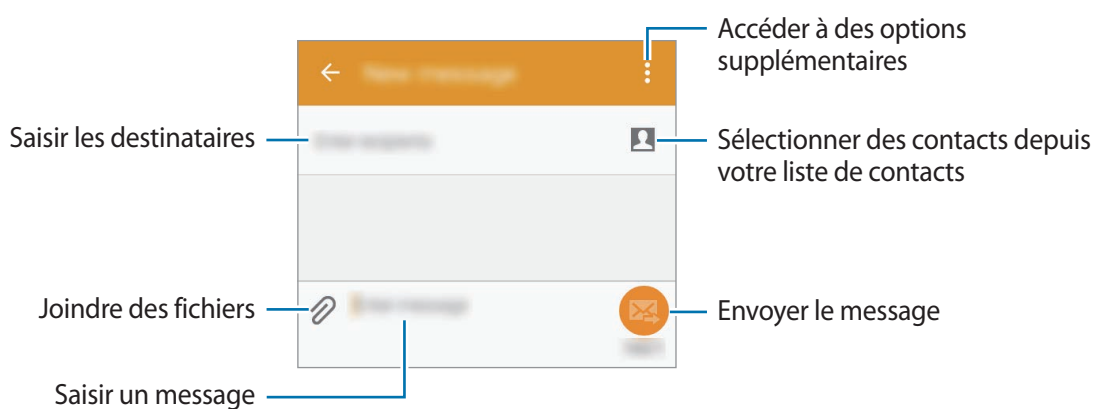 Accéder à des options
supplémentaires
Saisir les destinataires
Sélectionner des contacts depuis
votre liste de contacts
Joindre des fichiers
Envoyer le message
Saisir un message